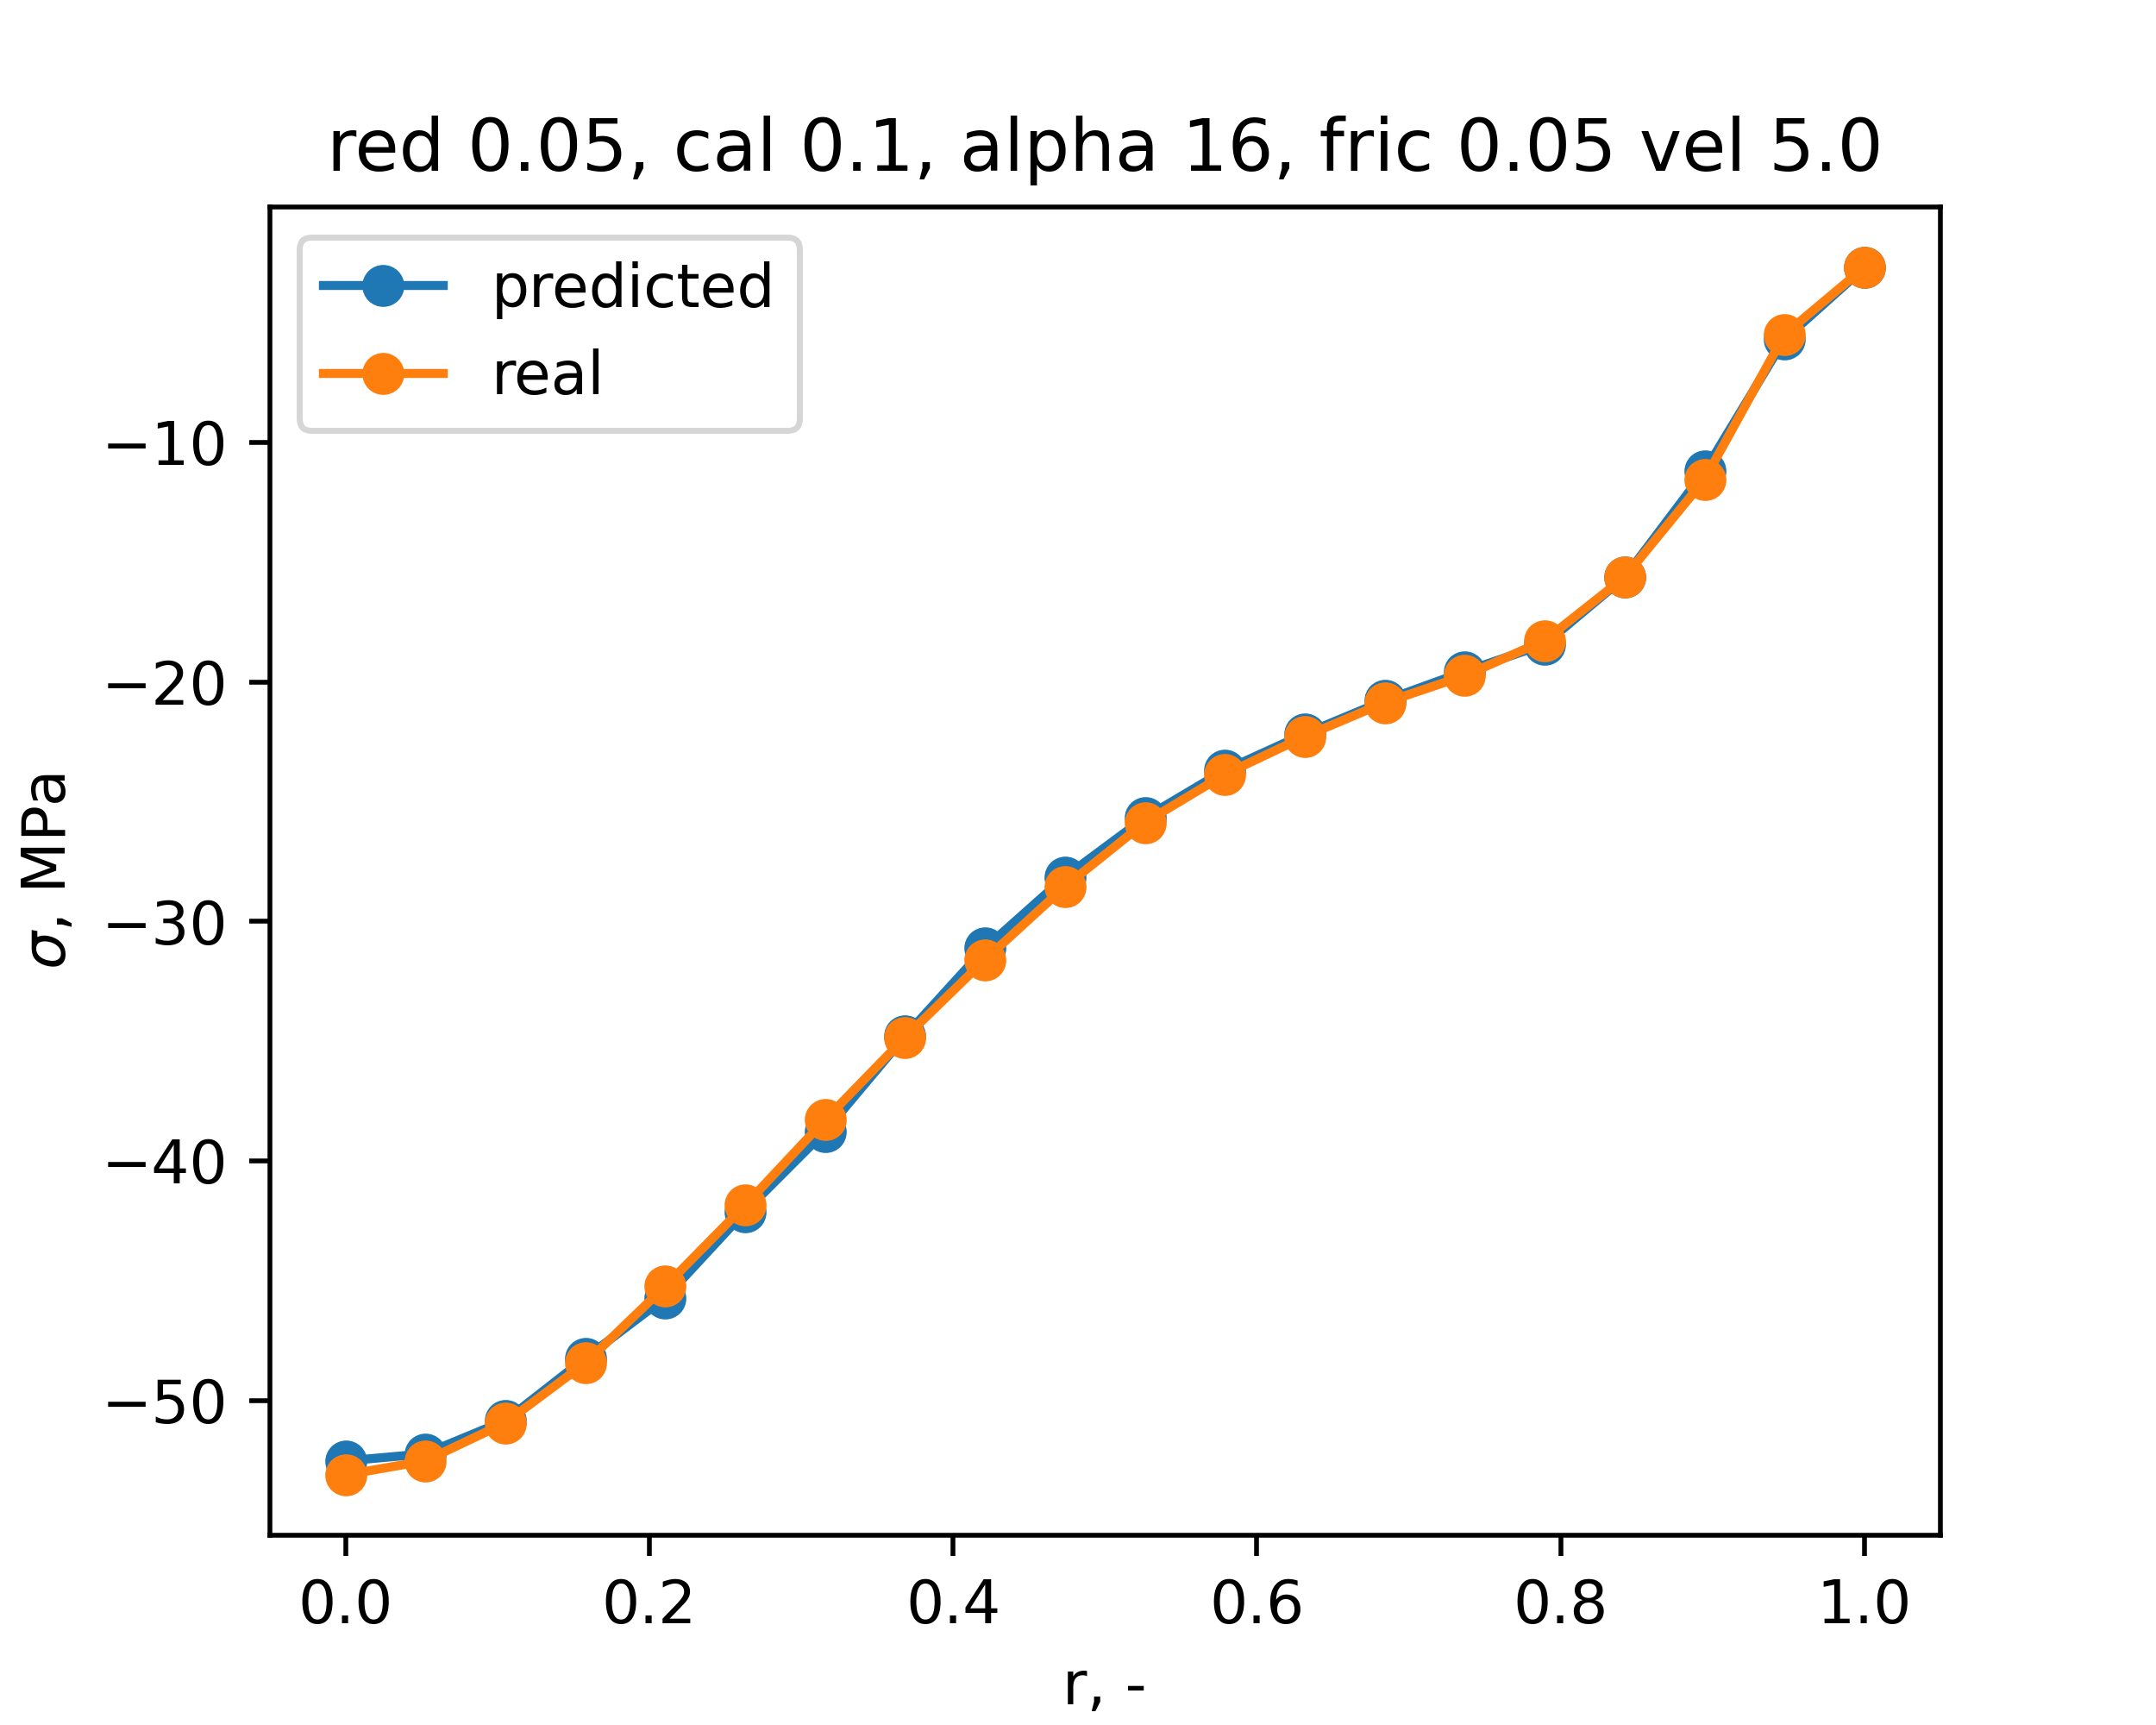 red 0.05, cal 0.1, alpha 16, fric 0.05 vel 5.0
predicted
real
−10
−20
−30
−40
−50
σ, MPa
0.0 0.2 0.4 0.6 0.8 1.0
r, -